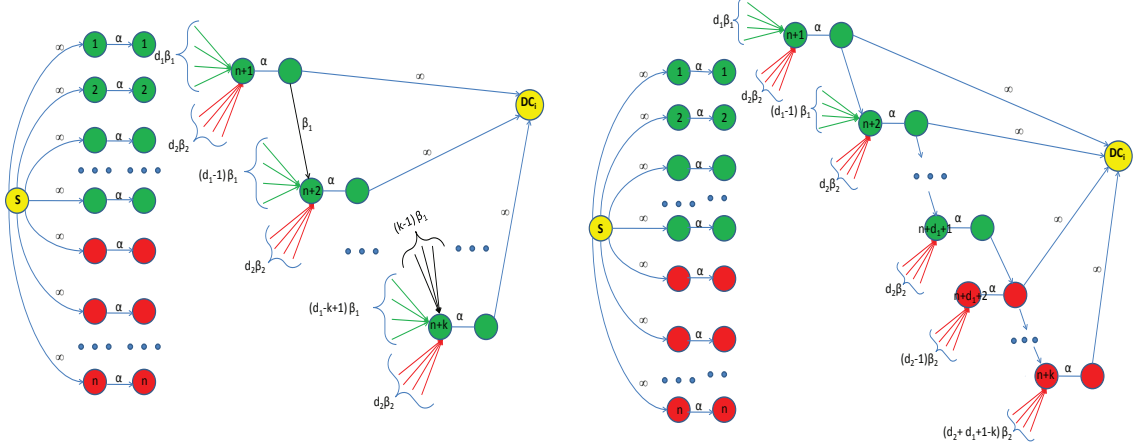 S
∞
∞
∞
∞
∞
∞
∞
1 α 1
2 α 2
α
α
α
α
n α n
d₁β₁
n+1
α
d₂β₂
∞
β₁
DCᵢ
(d₁-1) β₁
n+2
α
∞
d₂β₂
(k-1) β₁
∞
(d₁-k+1) β₁
n+k
α
d₂β₂
S
∞
∞
∞
∞
∞
∞
∞
1 α 1
2 α 2
α
α
α
α
n α n
d₁β₁
n+1
α
d₂β₂
∞
(d₁-1) β₁
n+2
α
∞
DCᵢ
d₂β₂
n+d₁+1
α
∞
d₂β₂
n+d₁+2
α
∞
(d₂-1)β₂
n+k
α
(d₂+ d₁+1-k) β₂